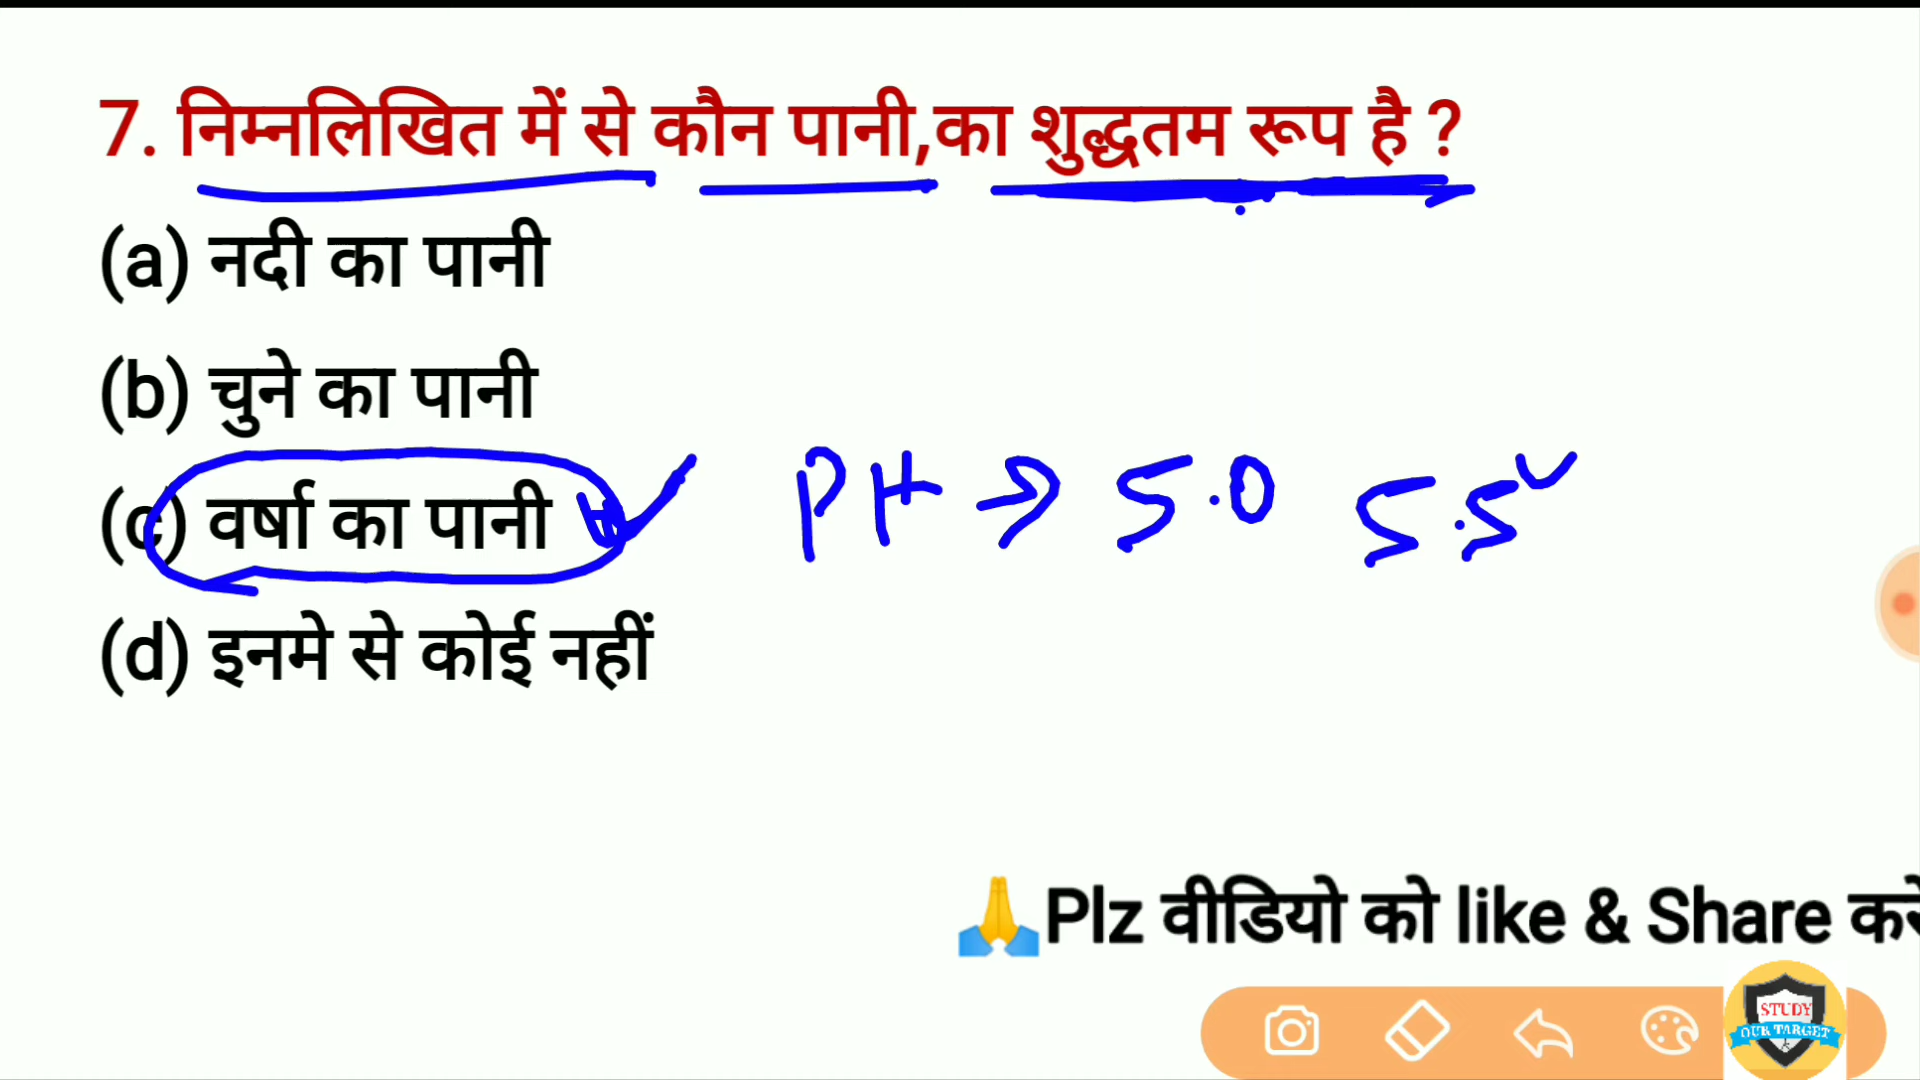 7. निम्नलिखित में से कौन पानी,का शुद्धतम रूप है ?
(a) नदी का पानी
(b) चुने का पानी
(c) वर्षा का पानी
PH → 5.0 5.5
(d) इनमे से कोई नहीं
🙏Plz वीडियो को like & Share करे
STUDY
OUR TARGET